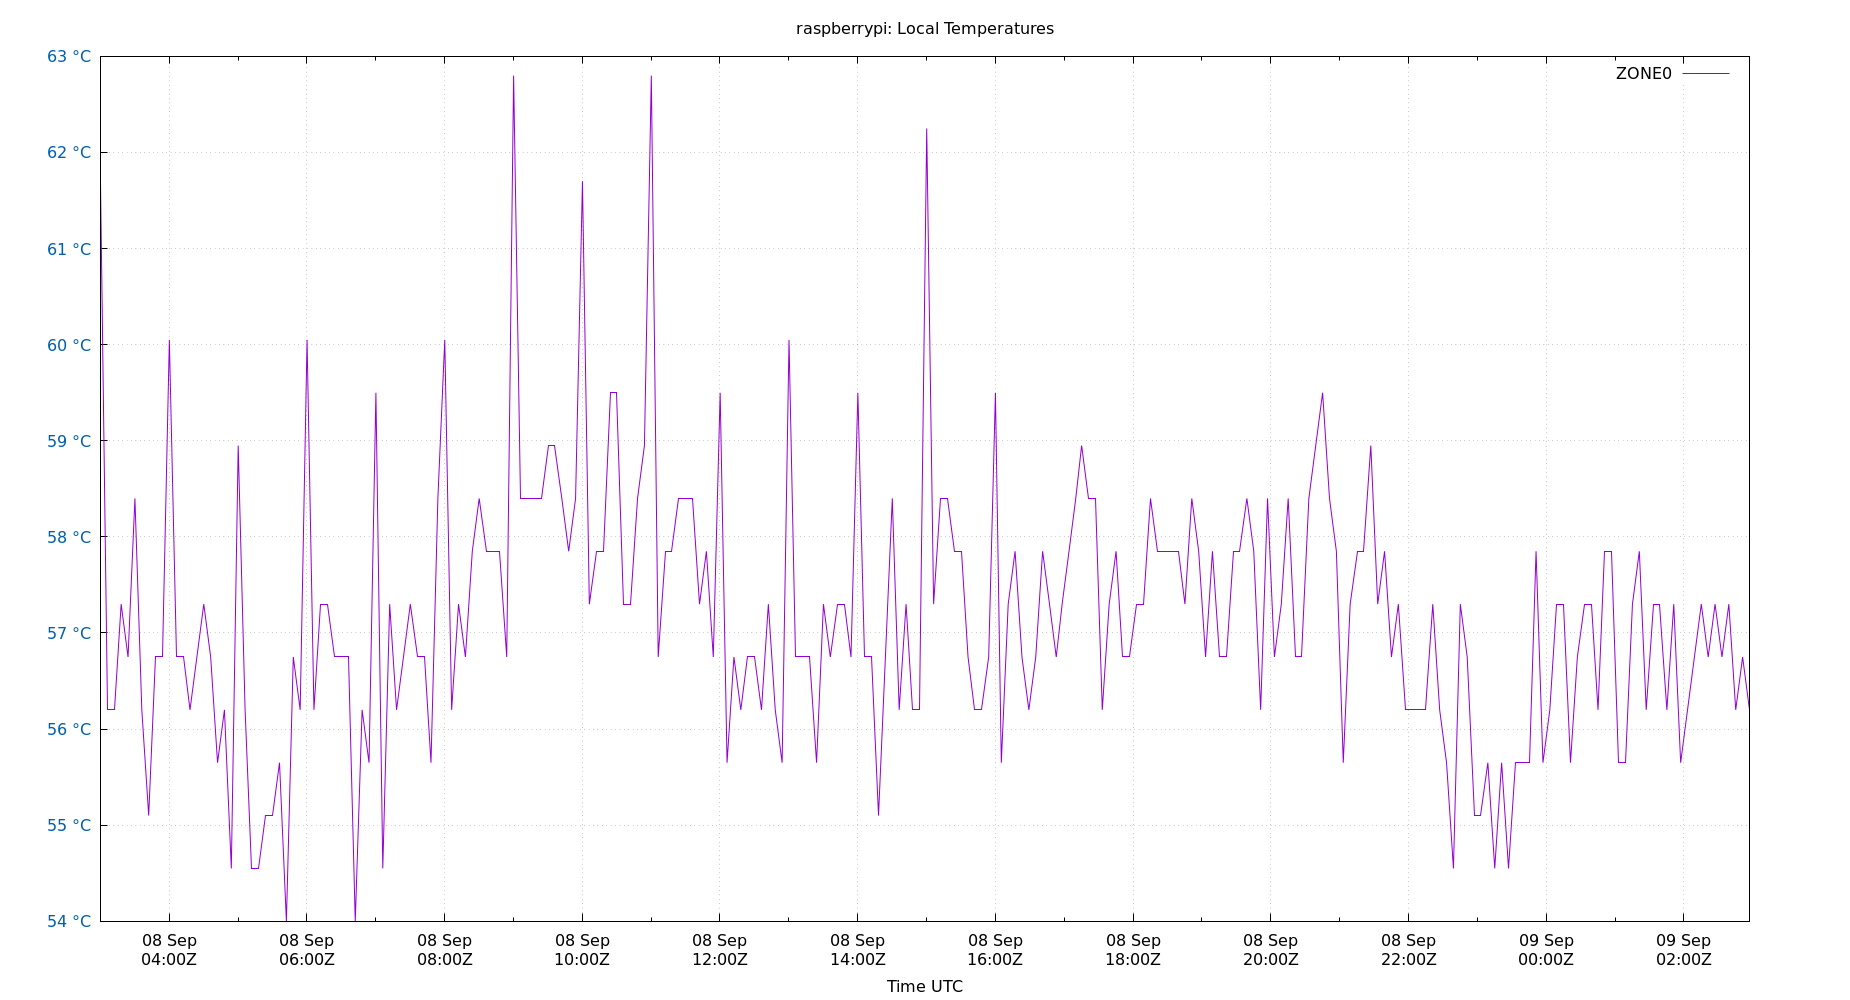 raspberrypi: Local Temperatures
63 °C
ZONE0
62 °C
61 °C
60 °C
59 °C
58 °C
57 °C
56 °C
55 °C
54 °C
08 Sep 08 Sep 08 Sep 08 Sep 08 Sep 08 Sep 08 Sep 08 Sep 08 Sep 08 Sep 09 Sep 09 Sep
04:00Z 06:00Z 08:00Z 10:00Z 12:00Z 14:00Z 16:00Z 18:00Z 20:00Z 22:00Z 00:00Z 02:00Z
Time UTC